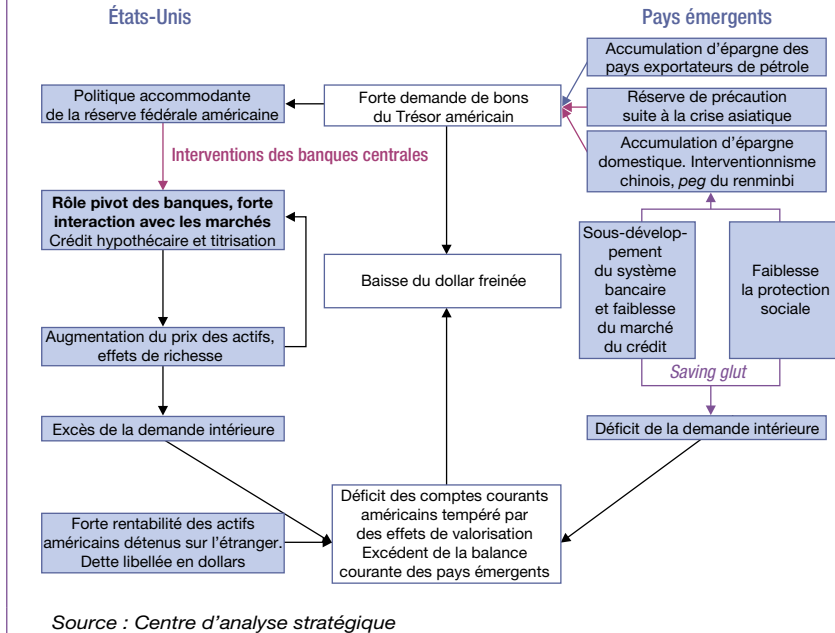 États-Unis
Pays émergents
Accumulation d'épargne des
pays exportateurs de pétrole
Politique accommodante
de la réserve fédérale américaine
Forte demande de bons
du Trésor américain
Réserve de précaution
suite à la crise asiatique
Interventions des banques centrales
Accumulation d'épargne
domestique. Interventionnisme
chinois, peg du renminbi
Rôle pivot des banques, forte
interaction avec les marchés
Crédit hypothécaire et titrisation
Sous-dévelop-
pement
du système
bancaire
et faiblesse
du marché
du crédit
Faiblesse
la protection
sociale
Baisse du dollar freinée
Augmentation du prix des actifs,
effets de richesse
Saving glut
Excès de la demande intérieure
Déficit de la demande intérieure
Forte rentabilité des actifs
américains détenus sur l'étranger.
Dette libellée en dollars
Déficit des comptes courants
américains tempéré par
des effets de valorisation
Excédent de la balance
courante des pays émergents
Source : Centre d'analyse stratégique